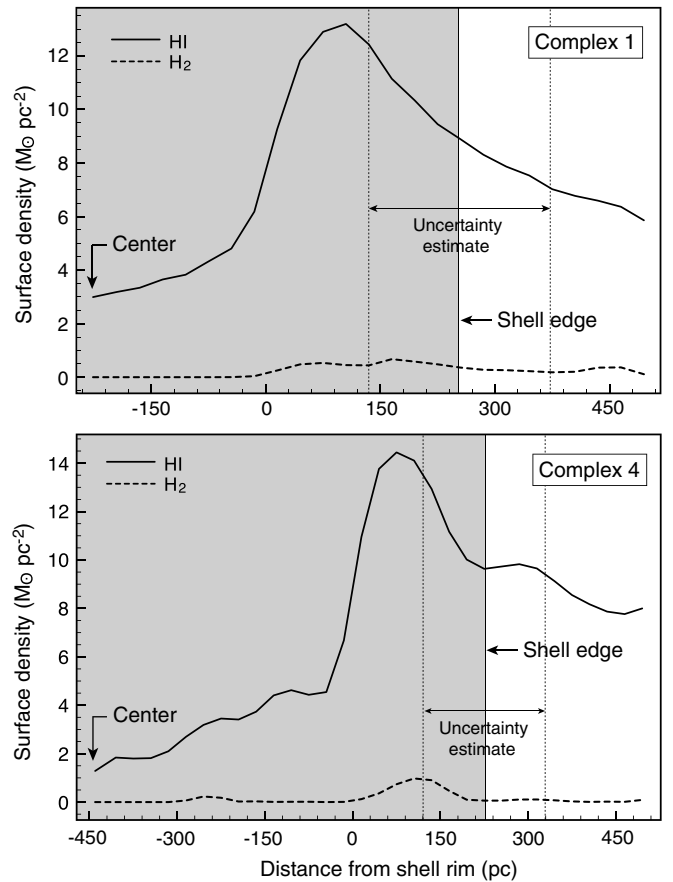 HI
H₂
Complex 1
12
10
8
6
4
2
0
Surface density (M⊙ pc⁻²)
Center
Uncertainty
estimate
Shell edge
-150
0
150
300
450
HI
H₂
Complex 4
14
12
10
8
6
4
2
0
Surface density (M⊙ pc⁻²)
Shell edge
Center
Uncertainty
estimate
-450
-300
-150
0
150
300
450
Distance from shell rim (pc)